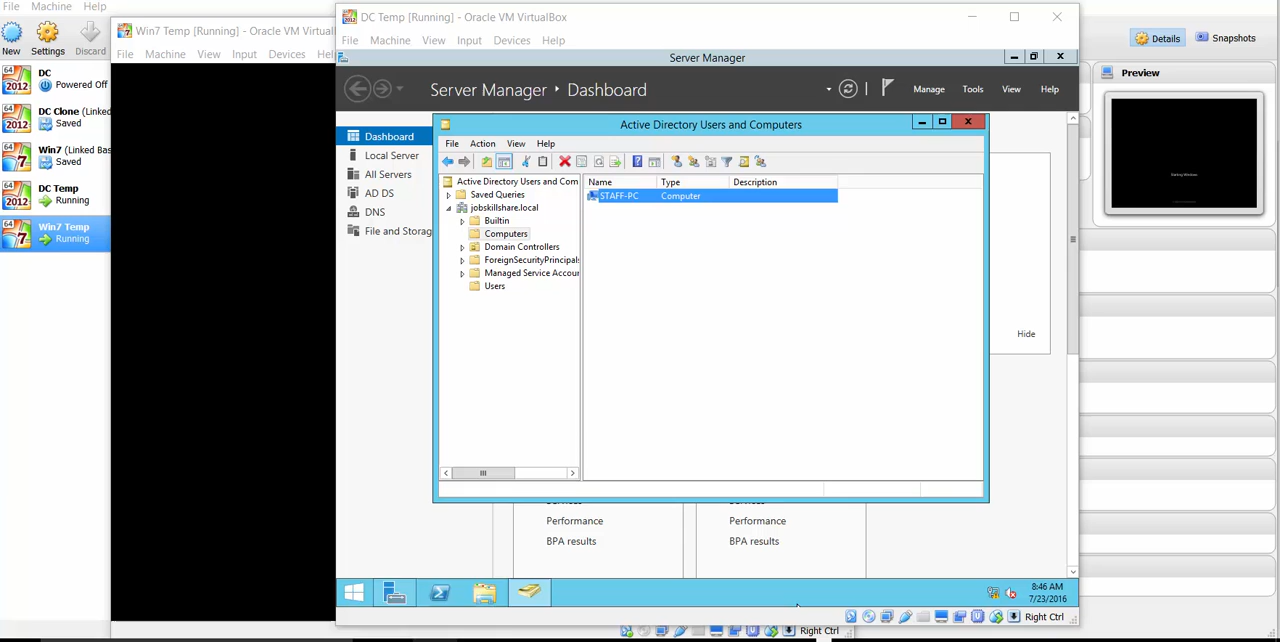 File Machine Help
New Settings Discard
DC
Powered Off
DC Clone (Linked
Saved
Win7 (Linked Bas
Saved
DC Temp
Running
Win7 Temp
Running
Win7 Temp [Running] - Oracle VM VirtualBo
File Machine View Input Devices Hel
DC Temp [Running] - Oracle VM VirtualBox
File Machine View Input Devices Help
Server Manager
Server Manager Dashboard
Manage Tools View Help
Dashboard
Local Server
All Servers
AD DS
DNS
File and Storag
Active Directory Users and Computers
File Action View Help
Active Directory Users and Com
Saved Queries
jobskillshare.local
Builtin
Computers
Domain Controllers
ForeignSecurityPrincipals
Managed Service Accoun
Users
Name Type Description
STAFF-PC Computer
Hide
Performance Performance
BPA results BPA results
8:46 AM
7/23/2016
Right Ctrl
Right Ctrl
Details Snapshots
Preview
Starting Windows